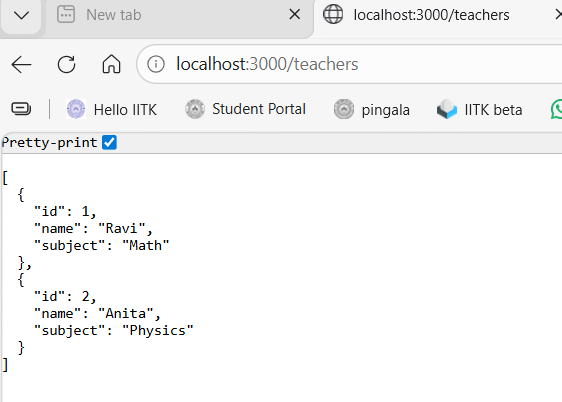 New tab
localhost:3000/teachers
localhost:3000/teachers
Hello IITK Student Portal pingala IITK beta
Pretty-print
[
  {
    "id": 1,
    "name": "Ravi",
    "subject": "Math"
  },
  {
    "id": 2,
    "name": "Anita",
    "subject": "Physics"
  }
]